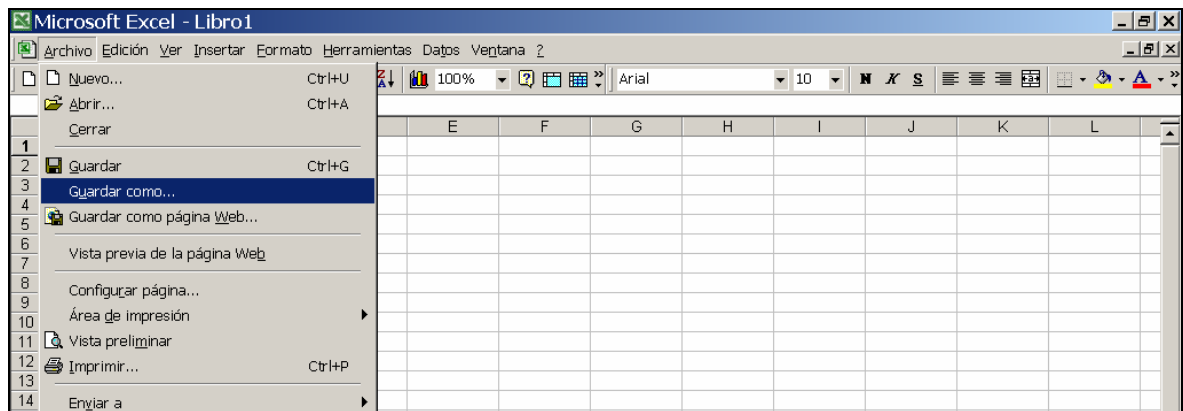 Microsoft Excel - Libro1
Archivo Edición Ver Insertar Formato Herramientas Datos Ventana ?
100% Arial 10 N K S A
Nuevo... Ctrl+U
Abrir... Ctrl+A
Cerrar
E F G H I J K L
1
2 Guardar Ctrl+G
3 Guardar como...
4
5 Guardar como página Web...
6
7 Vista previa de la página Web
8
9 Configurar página...
10 Área de impresión
11 Vista preliminar
12 Imprimir... Ctrl+P
13
14 Enviar a